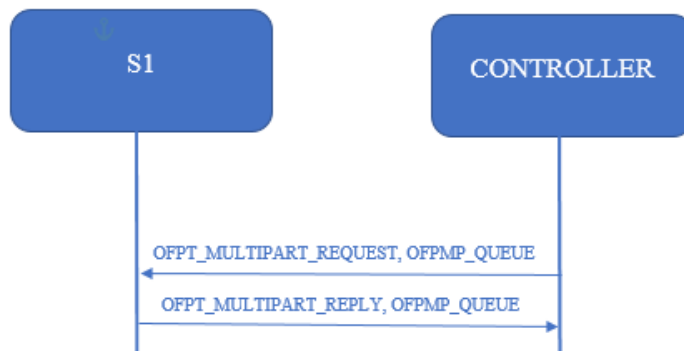 S1
CONTROLLER
OFPT_MULTIPART_REQUEST, OFPMP_QUEUE
OFPT_MULTIPART_REPLY, OFPMP_QUEUE